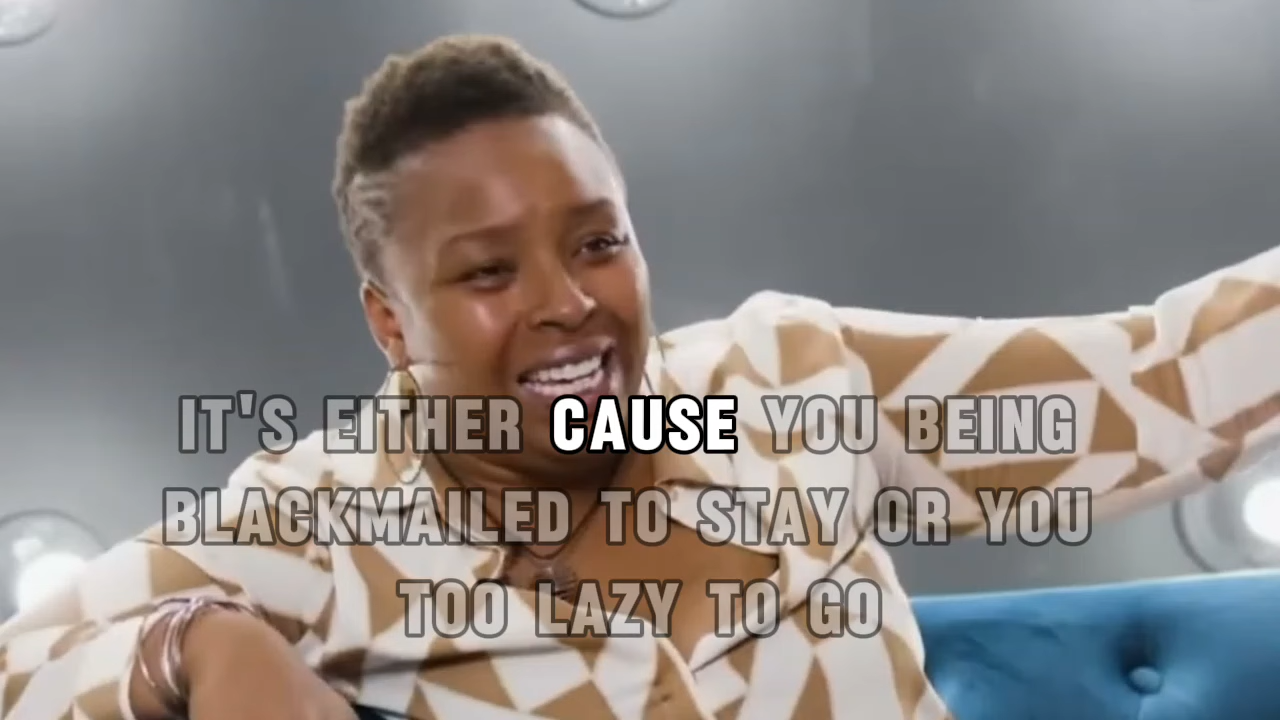 IT'S EITHER CAUSE YOU BEING
BLACKMAILED TO STAY OR YOU
TOO LAZY TO GO